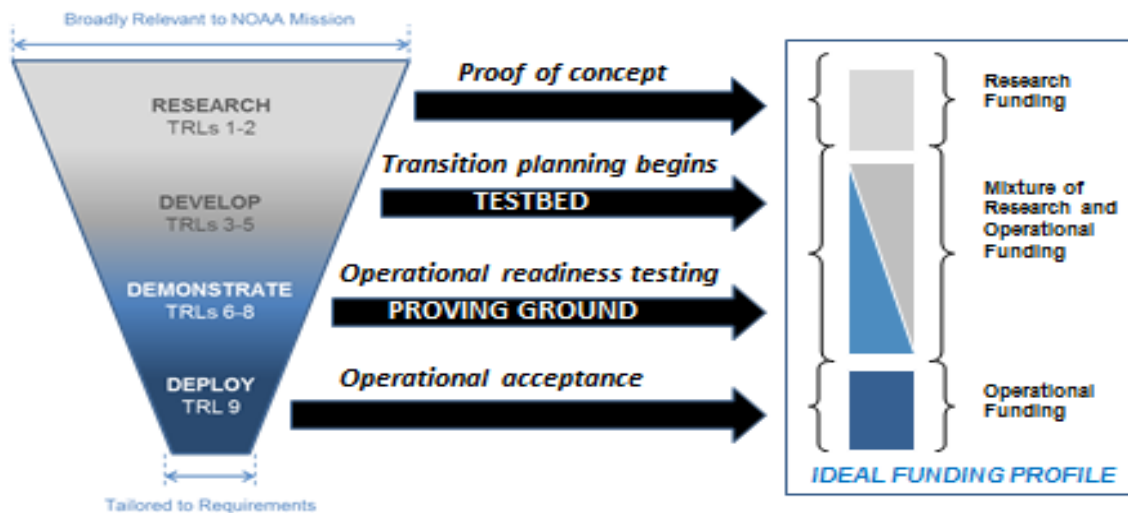 Broadly Relevant to NOAA Mission
RESEARCH
TRLs 1-2
DEVELOP
TRLs 3-5
DEMONSTRATE
TRLs 6-8
DEPLOY
TRL 9
Tailored to Requirements
Proof of concept
Transition planning begins
TESTBED
Operational readiness testing
PROVING GROUND
Operational acceptance
Research
Funding
Mixture of
Research and
Operational
Funding
Operational
Funding
IDEAL FUNDING PROFILE